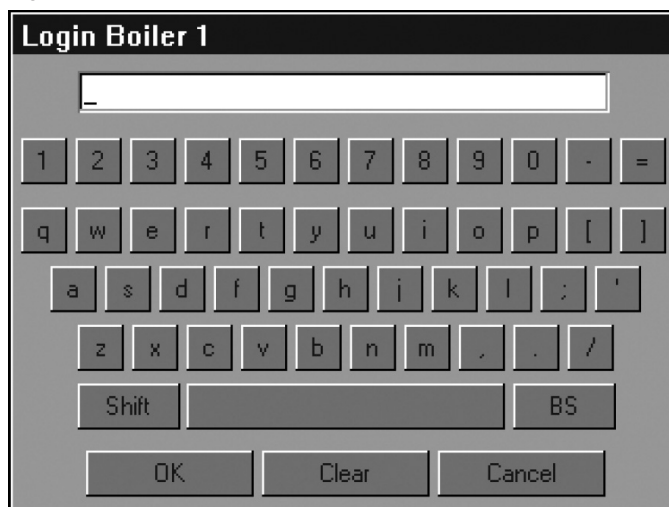 Login Boiler 1
_
1 2 3 4 5 6 7 8 9 0 - =
q w e r t y u i o p [ ]
a s d f g h j k l ; '
z x c v b n m , . /
Shift BS
OK Clear Cancel